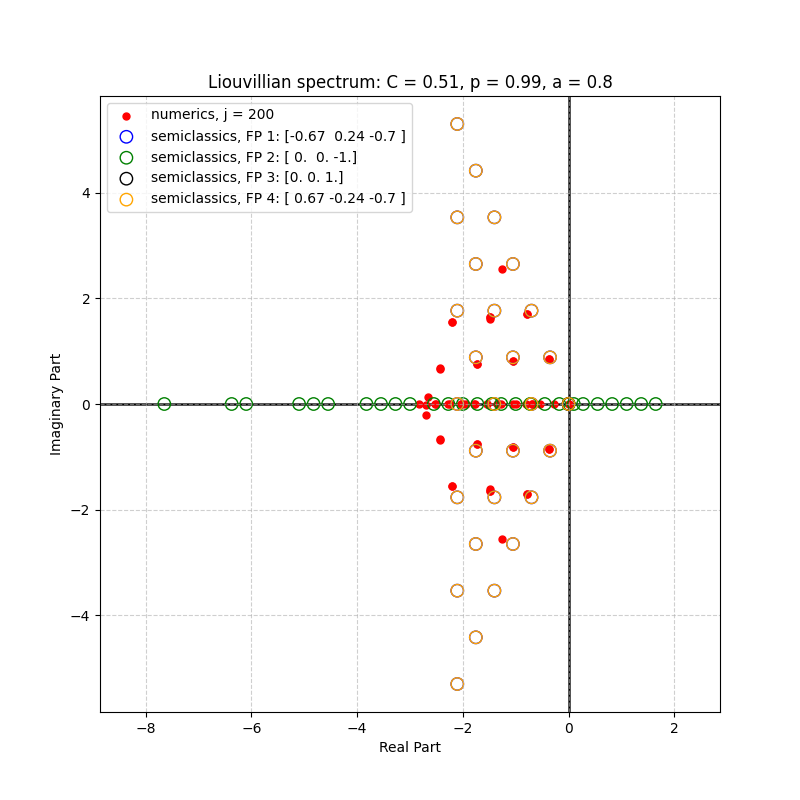 Liouvillian spectrum: C = 0.51, p = 0.99, a = 0.8
numerics, j = 200
semiclassics, FP 1: [-0.67  0.24 -0.7 ]
semiclassics, FP 2: [ 0.  0. -1.]
semiclassics, FP 3: [0. 0. 1.]
semiclassics, FP 4: [ 0.67 -0.24 -0.7 ]
4
2
0
−2
−4
Imaginary Part
−8 −6 −4 −2 0 2
Real Part